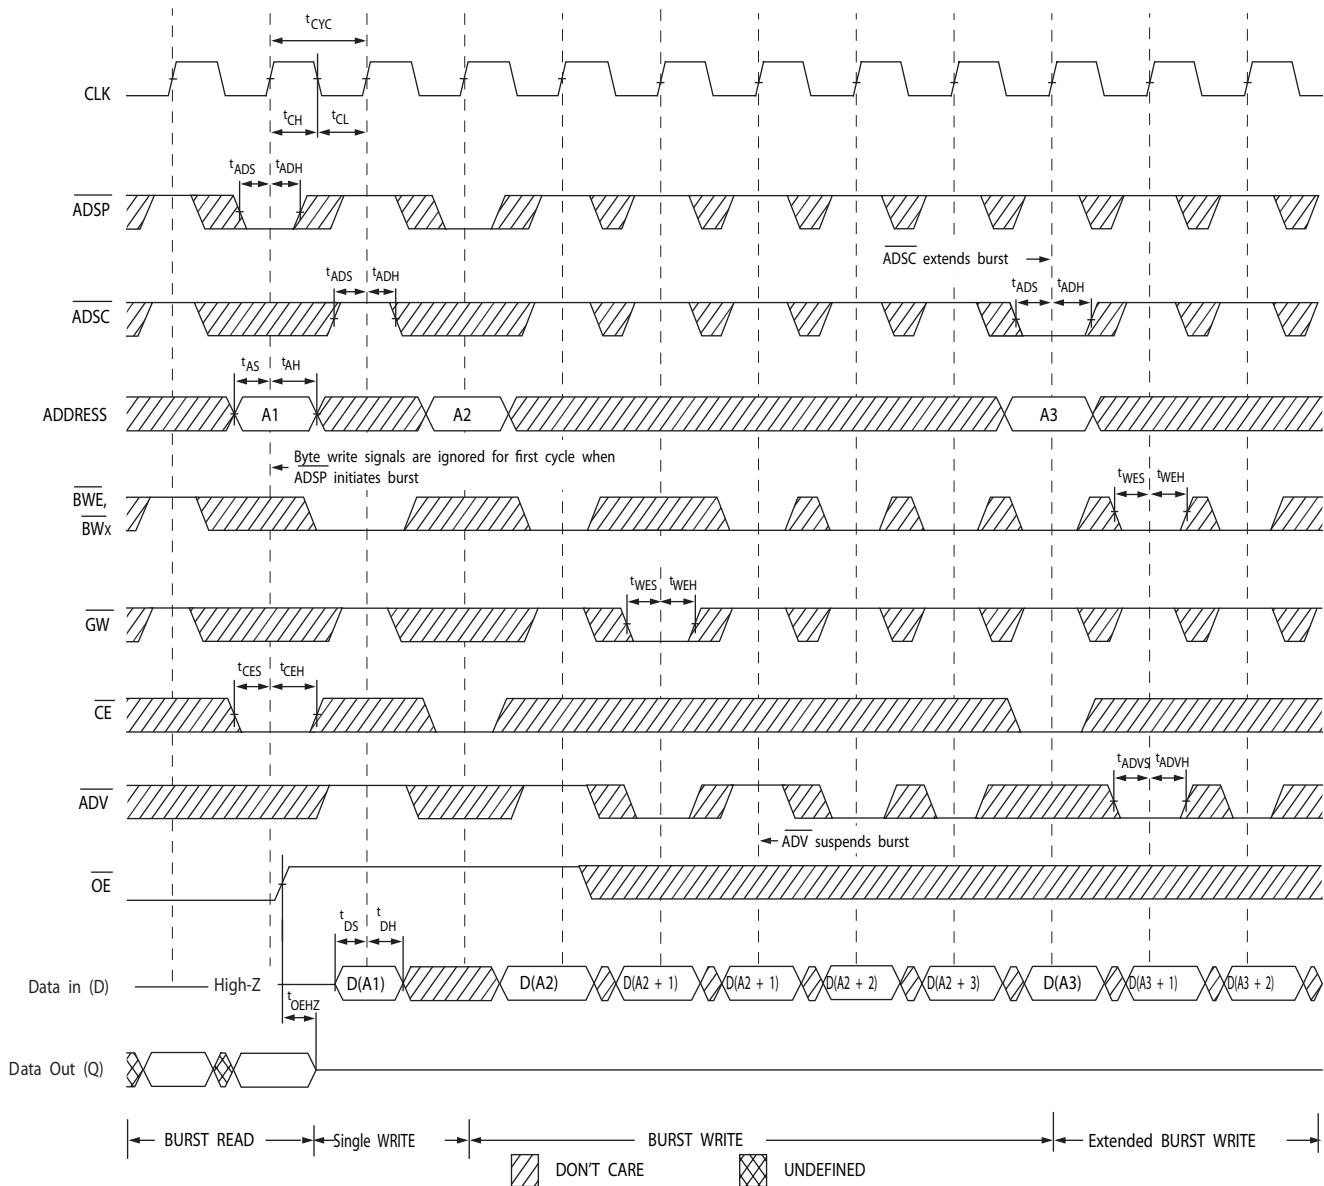 tCYC
CLK
tCH tCL
tADS tADH
ADSP
ADSC extends burst
tADS tADH
tADS tADH
ADSC
tAS tAH
ADDRESS A1 A2 A3
Byte write signals are ignored for first cycle when
ADSP initiates burst
BWE,
BWx
tWES tWEH
tWES tWEH
GW
tCES tCEH
CE
tADVS tADVH
ADV
ADV suspends burst
OE
tDS tDH
Data in (D) High-Z D(A1) D(A2) D(A2 + 1) D(A2 + 1) D(A2 + 2) D(A2 + 3) D(A3) D(A3 + 1) D(A3 + 2)
tOEHZ
Data Out (Q)
BURST READ Single WRITE BURST WRITE Extended BURST WRITE
DON'T CARE UNDEFINED